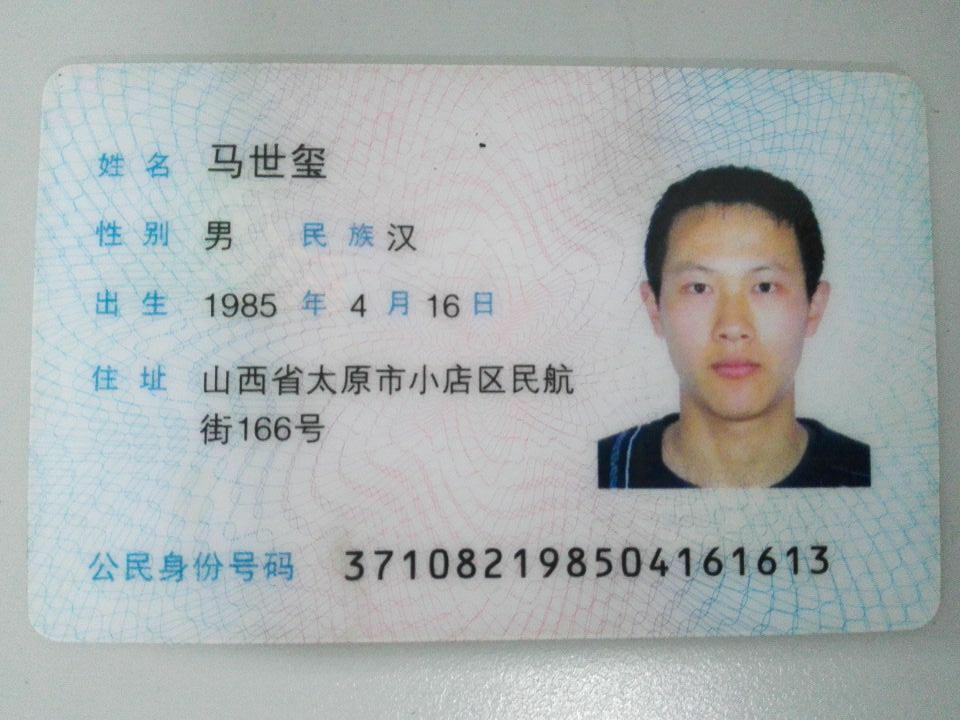 姓名 马世玺
性别 男 民族 汉
出生 1985 年 4 月 16 日
住址 山西省太原市小店区民航
街166号
公民身份号码 371082198504161613